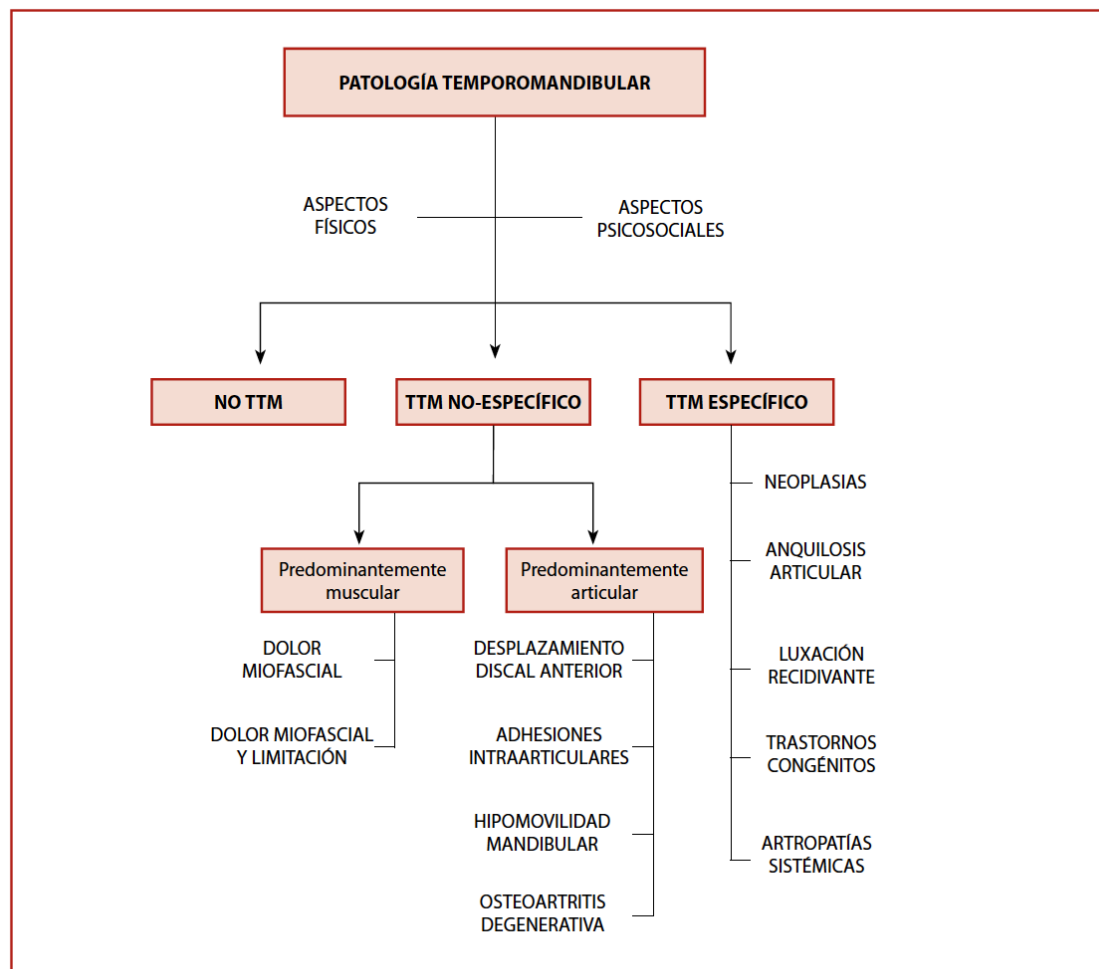 PATOLOGÍA TEMPOROMANDIBULAR
ASPECTOS
FÍSICOS
ASPECTOS
PSICOSOCIALES
NO TTM
TTM NO-ESPECÍFICO
TTM ESPECÍFICO
Predominantemente
muscular
DOLOR
MIOFASCIAL
DOLOR MIOFASCIAL
Y LIMITACIÓN
Predominantemente
articular
DESPLAZAMIENTO
DISCAL ANTERIOR
ADHESIONES
INTRAARTICULARES
HIPOMOVILIDAD
MANDIBULAR
OSTEOARTRITIS
DEGENERATIVA
NEOPLASIAS
ANQUILOSIS
ARTICULAR
LUXACIÓN
RECIDIVANTE
TRASTORNOS
CONGÉNITOS
ARTROPATÍAS
SISTÉMICAS